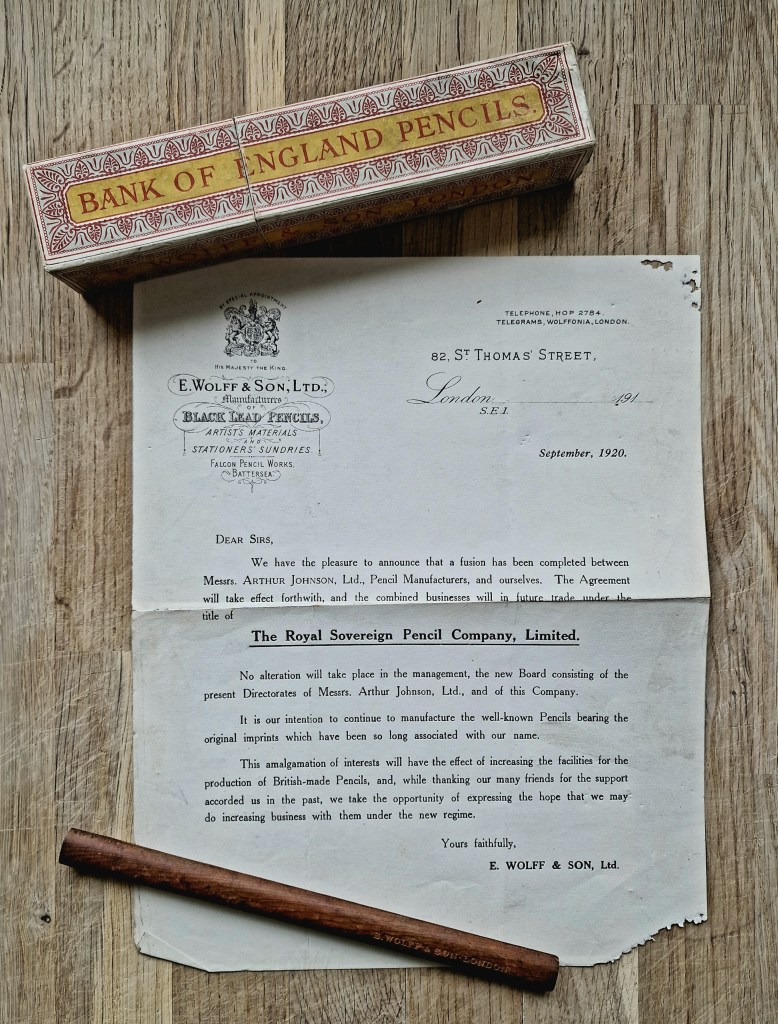 BANK OF ENGLAND PENCILS.
E. WOLFF & SON LONDON
BY SPECIAL APPOINTMENT
TO
HIS MAJESTY THE KING.
E. WOLFF & SON, LTD.,
Manufacturers
OF
BLACK LEAD PENCILS,
ARTISTS MATERIALS
AND
STATIONERS' SUNDRIES.
FALCON PENCIL WORKS,
BATTERSEA.
TELEPHONE, HOP 2784.
TELEGRAMS, WOLFFONIA, LONDON.
82, ST THOMAS' STREET,
London 191
S.E.1.
September, 1920.
DEAR SIRS,
We have the pleasure to announce that a fusion has been completed between
Messrs. ARTHUR JOHNSON, Ltd., Pencil Manufacturers, and ourselves. The Agreement
will take effect forthwith, and the combined businesses will in future trade under the
title of
The Royal Sovereign Pencil Company, Limited.
No alteration will take place in the management, the new Board consisting of the
present Directorates of Messrs. Arthur Johnson, Ltd., and of this Company.
It is our intention to continue to manufacture the well-known Pencils bearing the
original imprints which have been so long associated with our name.
This amalgamation of interests will have the effect of increasing the facilities for the
production of British-made Pencils, and, while thanking our many friends for the support
accorded us in the past, we take the opportunity of expressing the hope that we may
do increasing business with them under the new regime.
Yours faithfully,
E. WOLFF & SON, Ltd.
E. WOLFF & SON·LONDON